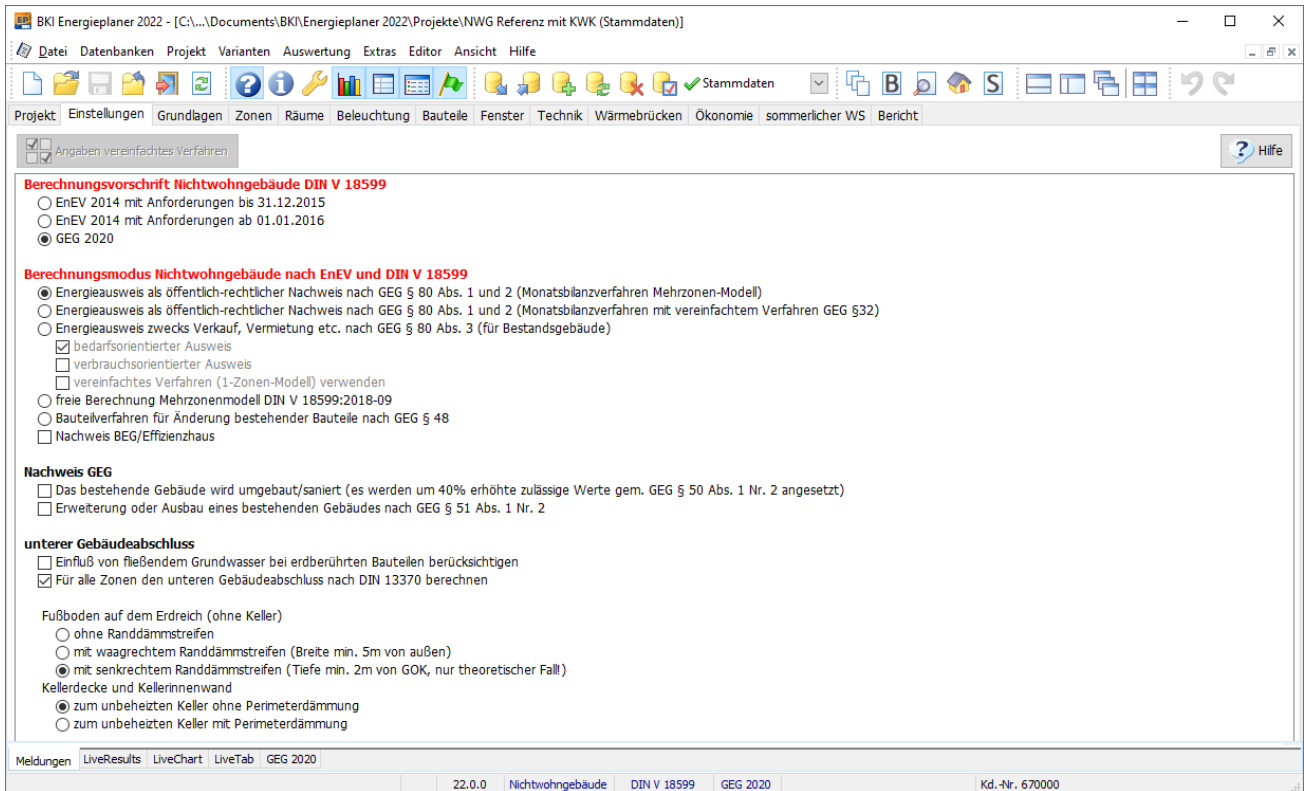 BKI Energieplaner 2022 - [C:\...\Documents\BKI\Energieplaner 2022\Projekte\NWG Referenz mit KWK (Stammdaten)]
Datei Datenbanken Projekt Varianten Auswertung Extras Editor Ansicht Hilfe
Stammdaten B S
Projekt Einstellungen Grundlagen Zonen Räume Beleuchtung Bauteile Fenster Technik Wärmebrücken Ökonomie sommerlicher WS Bericht
Angaben vereinfachtes Verfahren Hilfe
Berechnungsvorschrift Nichtwohngebäude DIN V 18599
EnEV 2014 mit Anforderungen bis 31.12.2015
EnEV 2014 mit Anforderungen ab 01.01.2016
GEG 2020
Berechnungsmodus Nichtwohngebäude nach EnEV und DIN V 18599
Energieausweis als öffentlich-rechtlicher Nachweis nach GEG § 80 Abs. 1 und 2 (Monatsbilanzverfahren Mehrzonen-Modell)
Energieausweis als öffentlich-rechtlicher Nachweis nach GEG § 80 Abs. 1 und 2 (Monatsbilanzverfahren mit vereinfachtem Verfahren GEG §32)
Energieausweis zwecks Verkauf, Vermietung etc. nach GEG § 80 Abs. 3 (für Bestandsgebäude)
bedarfsorientierter Ausweis
verbrauchsorientierter Ausweis
vereinfachtes Verfahren (1-Zonen-Modell) verwenden
freie Berechnung Mehrzonenmodell DIN V 18599:2018-09
Bauteilverfahren für Änderung bestehender Bauteile nach GEG § 48
Nachweis BEG/Effizienzhaus
Nachweis GEG
Das bestehende Gebäude wird umgebaut/saniert (es werden um 40% erhöhte zulässige Werte gem. GEG § 50 Abs. 1 Nr. 2 angesetzt)
Erweiterung oder Ausbau eines bestehenden Gebäudes nach GEG § 51 Abs. 1 Nr. 2
unterer Gebäudeabschluss
Einfluß von fließendem Grundwasser bei erdberührten Bauteilen berücksichtigen
Für alle Zonen den unteren Gebäudeabschluss nach DIN 13370 berechnen
Fußboden auf dem Erdreich (ohne Keller)
ohne Randdämmstreifen
mit waagrechtem Randdämmstreifen (Breite min. 5m von außen)
mit senkrechtem Randdämmstreifen (Tiefe min. 2m von GOK, nur theoretischer Fall!)
Kellerdecke und Kellerinnenwand
zum unbeheizten Keller ohne Perimeterdämmung
zum unbeheizten Keller mit Perimeterdämmung
Meldungen LiveResults LiveChart LiveTab GEG 2020
22.0.0 Nichtwohngebäude DIN V 18599 GEG 2020 Kd.-Nr. 670000